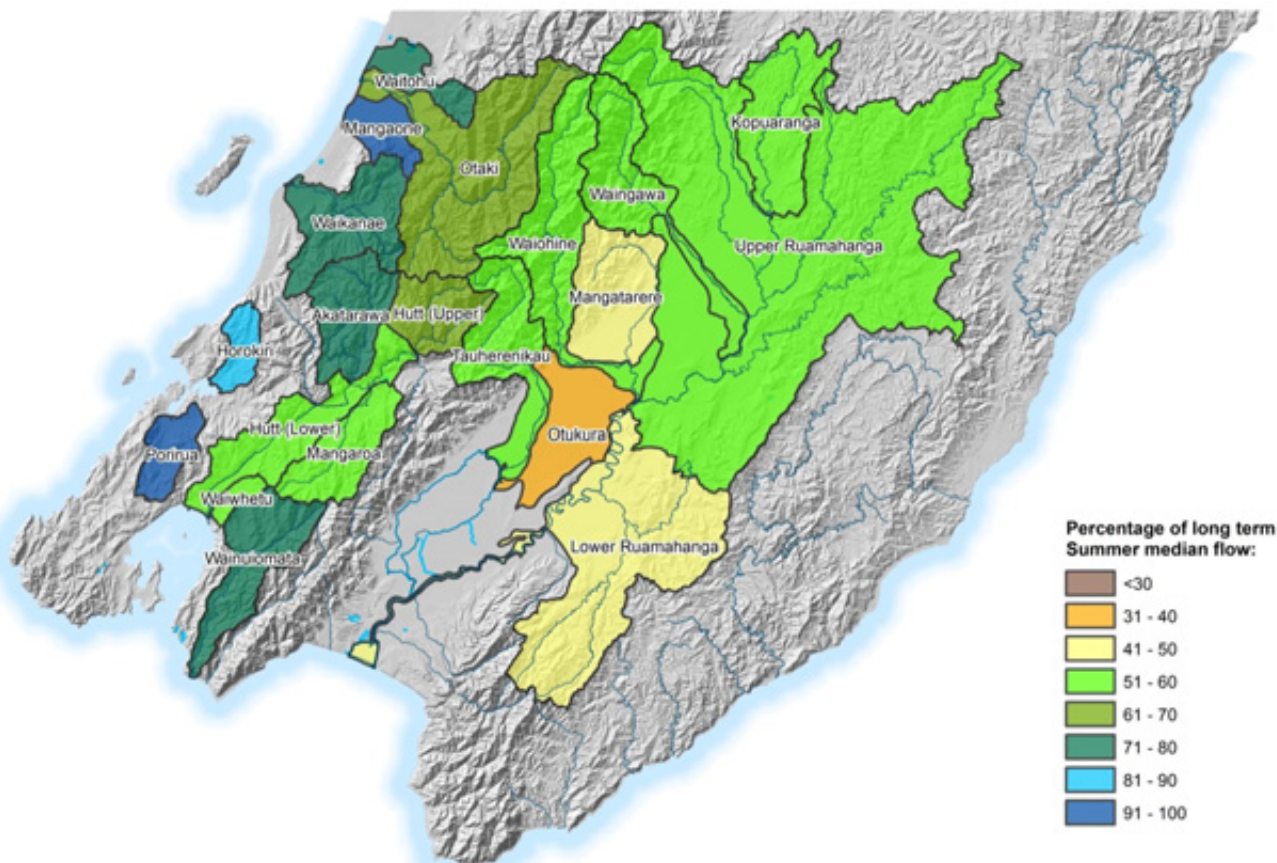 Waitohu
Mangaone
Otaki
Kopuaranga
Waikanae
Waingawa
Waiohine
Upper Ruamahanga
Mangatarere
Akatarawa
Hutt (Upper)
Horokiri
Tauherenikau
Hutt (Lower)
Otukura
Porirua
Mangaroa
Waiwhetu
Wainuiomata
Lower Ruamahanga
Percentage of long term
Summer median flow:
<30
31 - 40
41 - 50
51 - 60
61 - 70
71 - 80
81 - 90
91 - 100